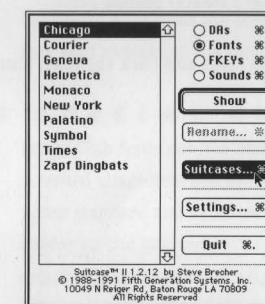 Chicago
Courier
Geneva
Helvetica
Monaco
New York
Palatino
Symbol
Times
Zapf Dingbats
DAs ⌘
Fonts ⌘
FKEYs ⌘
Sounds ⌘
Show
Rename... ⌘
Suitcases... ⌘
Settings... ⌘
Quit ⌘.
Suitcase™ II 1.2.12 by Steve Brecher
© 1988-1991 Fifth Generation Systems, Inc.
10049 N Reiger Rd, Baton Rouge LA 70809
All Rights Reserved